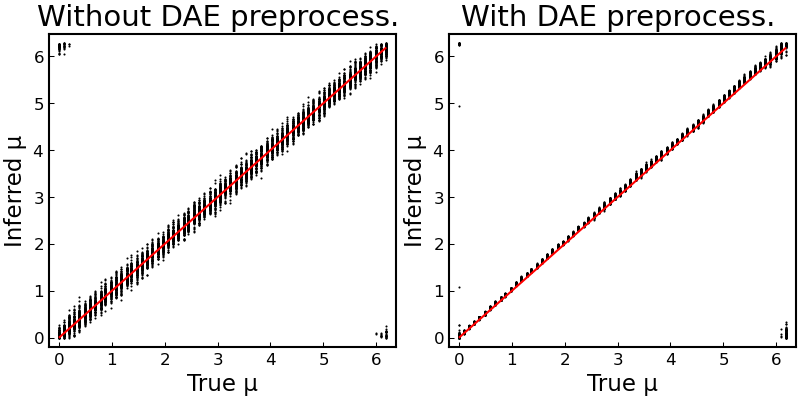 Without DAE preprocess.
6
5
4
3
2
1
0
Inferred μ
0 1 2 3 4 5 6
True μ
With DAE preprocess.
6
5
4
3
2
1
0
Inferred μ
0 1 2 3 4 5 6
True μ